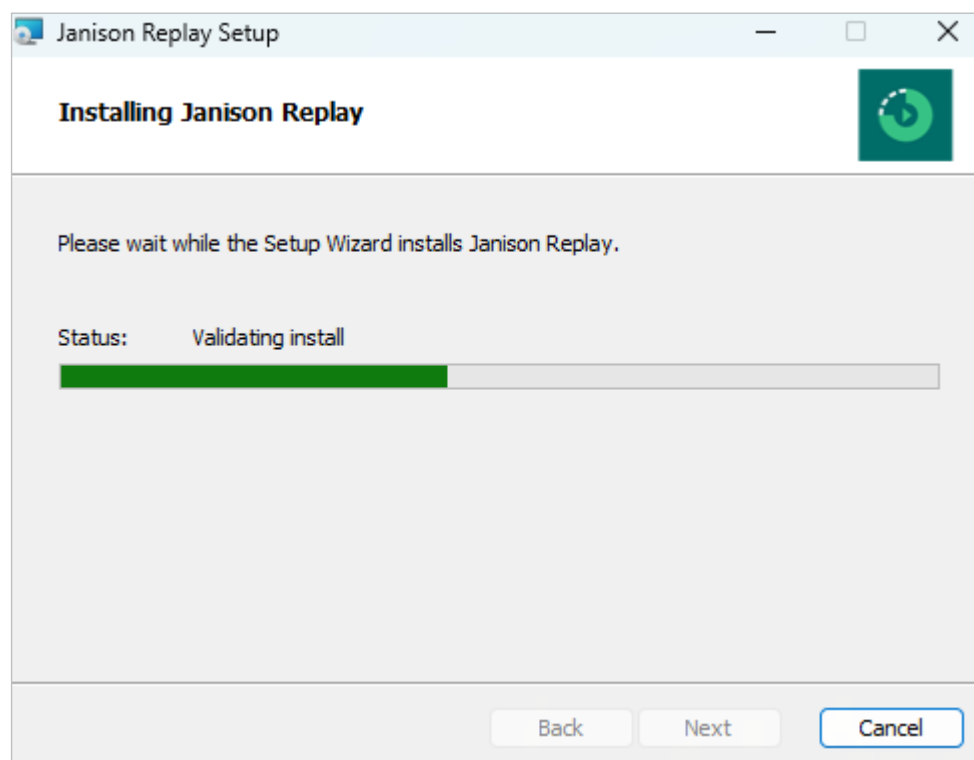 Janison Replay Setup
Installing Janison Replay
Please wait while the Setup Wizard installs Janison Replay.
Status: Validating install
Back Next Cancel